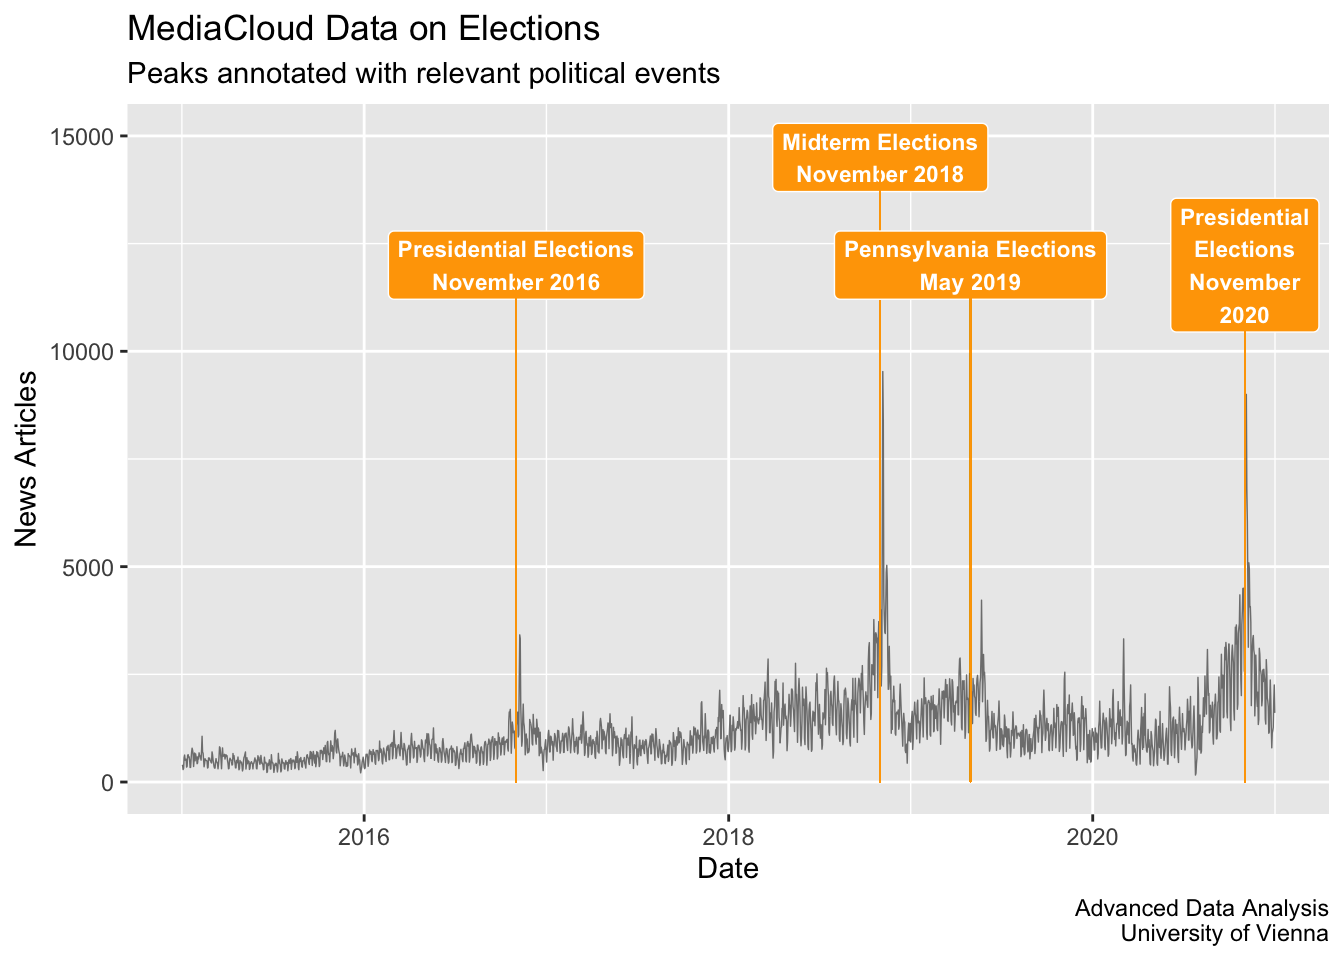 MediaCloud Data on Elections
Peaks annotated with relevant political events
15000
10000
5000
0
News Articles
Midterm Elections
November 2018
Presidential Elections
November 2016
Pennsylvania Elections
May 2019
Presidential
Elections
November
2020
2016
2018
2020
Date
Advanced Data Analysis
University of Vienna